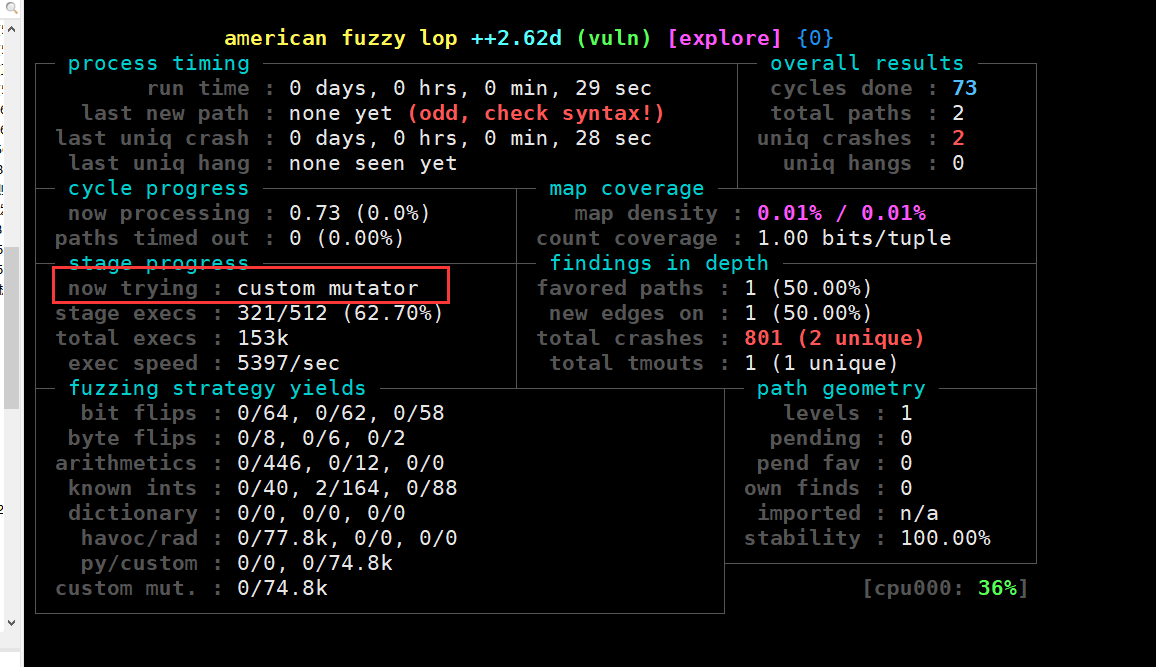 american fuzzy lop ++2.62d (vuln) [explore] {0}
process timing
overall results
run time : 0 days, 0 hrs, 0 min, 29 sec
cycles done : 73
last new path : none yet (odd, check syntax!)
total paths : 2
last uniq crash : 0 days, 0 hrs, 0 min, 28 sec
uniq crashes : 2
last uniq hang : none seen yet
uniq hangs : 0
cycle progress
map coverage
now processing : 0.73 (0.0%)
map density : 0.01% / 0.01%
paths timed out : 0 (0.00%)
count coverage : 1.00 bits/tuple
stage progress
findings in depth
now trying : custom mutator
favored paths : 1 (50.00%)
stage execs : 321/512 (62.70%)
new edges on : 1 (50.00%)
total execs : 153k
total crashes : 801 (2 unique)
exec speed : 5397/sec
total tmouts : 1 (1 unique)
fuzzing strategy yields
path geometry
bit flips : 0/64, 0/62, 0/58
levels : 1
byte flips : 0/8, 0/6, 0/2
pending : 0
arithmetics : 0/446, 0/12, 0/0
pend fav : 0
known ints : 0/40, 2/164, 0/88
own finds : 0
dictionary : 0/0, 0/0, 0/0
imported : n/a
havoc/rad : 0/77.8k, 0/0, 0/0
stability : 100.00%
py/custom : 0/0, 0/74.8k
custom mut. : 0/74.8k
[cpu000: 36%]